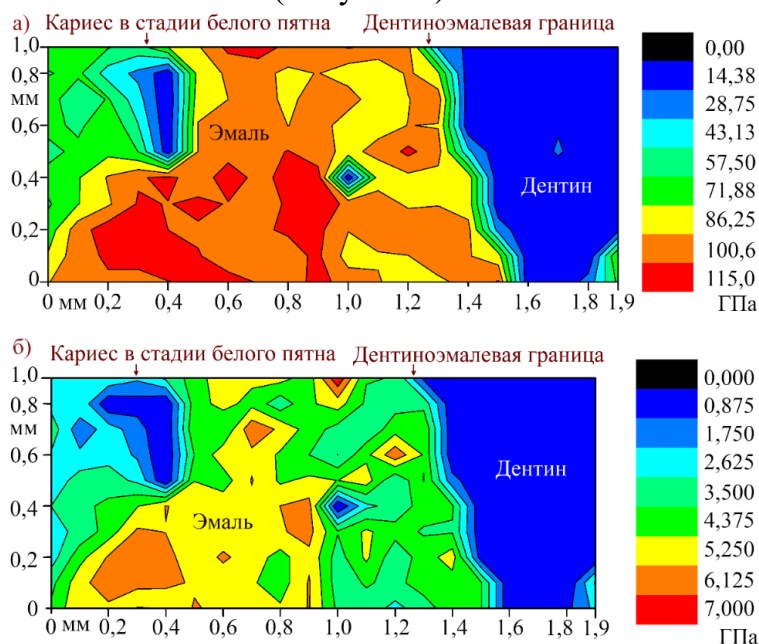 а) Кариес в стадии белого пятна Дентиноэмалевая граница
1,0
0,8
мм
0,6
0,4
0,2
0
Эмаль
Дентин
0 мм 0,2 0,4 0,6 0,8 1,0 1,2 1,4 1,6 1,8 1,9
0,00
14,38
28,75
43,13
57,50
71,88
86,25
100,6
115,0
ГПа
б) Кариес в стадии белого пятна Дентиноэмалевая граница
1,0
0,8
мм
0,6
0,4
0,2
0
Эмаль
Дентин
0 мм 0,2 0,4 0,6 0,8 1,0 1,2 1,4 1,6 1,8 1,9
0,000
0,875
1,750
2,625
3,500
4,375
5,250
6,125
7,000
ГПа